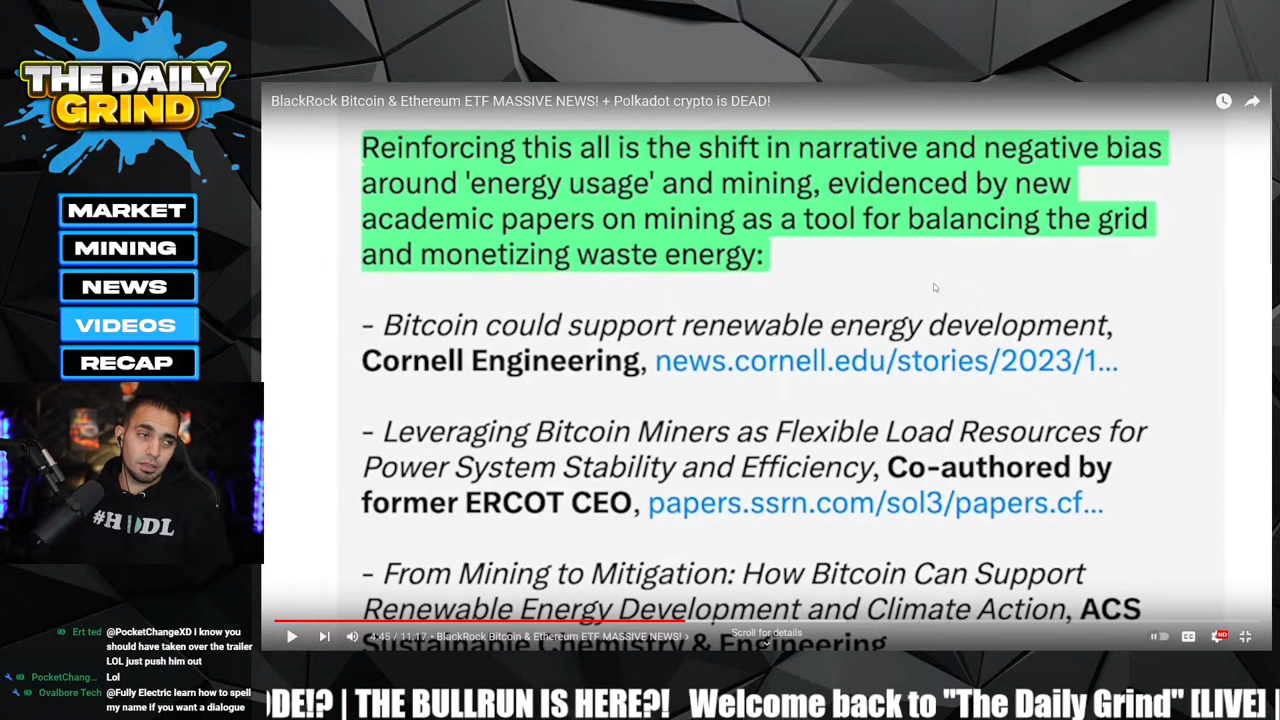 THE DAILY
GRIND
MARKET
MINING
NEWS
VIDEOS
RECAP
BlackRock Bitcoin & Ethereum ETF MASSIVE NEWS! + Polkadot crypto is DEAD!
Reinforcing this all is the shift in narrative and negative bias
around 'energy usage' and mining, evidenced by new
academic papers on mining as a tool for balancing the grid
and monetizing waste energy:
- Bitcoin could support renewable energy development,
Cornell Engineering, news.cornell.edu/stories/2023/1...
- Leveraging Bitcoin Miners as Flexible Load Resources for
Power System Stability and Efficiency, Co-authored by
former ERCOT CEO, papers.ssrn.com/sol3/papers.cf...
- From Mining to Mitigation: How Bitcoin Can Support
Renewable Energy Development and Climate Action, ACS
Sustainable Chemistry & Engineering
4:45 / 11:17 • BlackRock Bitcoin & Ethereum ETF MASSIVE NEWS! ›
Scroll for details
CC
HD
#H DDL
Ert ted @PocketChangeXD i know you
should have taken over the trailer
LOL just push him out
PocketChang... Lol
Ovalbore Tech @Fully Electric learn how to spell
my name if you want a dialogue
DE!? | THE BULLRUN IS HERE?! Welcome back to "The Daily Grind" [LIVE]